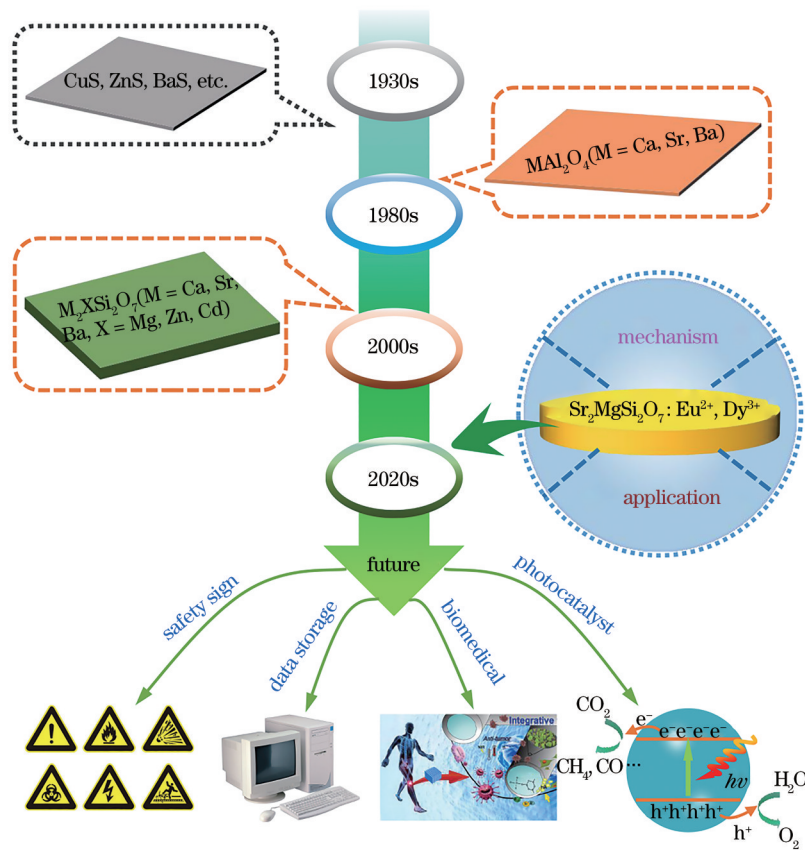 1930s
CuS, ZnS, BaS, etc.
MAl₂O₄(M = Ca, Sr, Ba)
1980s
M₂XSi₂O₇(M = Ca, Sr,
Ba, X = Mg, Zn, Cd)
2000s
mechanism
Sr₂MgSi₂O₇: Eu²⁺, Dy³⁺
application
2020s
future
safety sign
data storage
biomedical
photocatalyst
Integrative
Anti-tumor
CO₂
e⁻
e⁻ e⁻ e⁻ e⁻
CH₄, CO ···
hν
H₂O
h⁺h⁺h⁺h⁺
h⁺
O₂